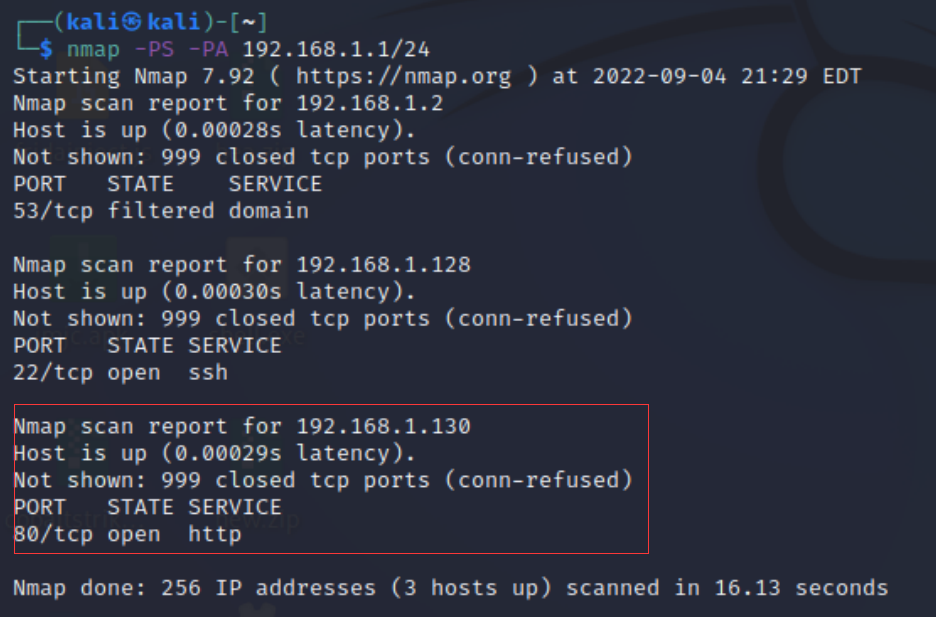 ┌──(kali㉿kali)-[~]
└─$ nmap -PS -PA 192.168.1.1/24
Starting Nmap 7.92 ( https://nmap.org ) at 2022-09-04 21:29 EDT
Nmap scan report for 192.168.1.2
Host is up (0.00028s latency).
Not shown: 999 closed tcp ports (conn-refused)
PORT   STATE    SERVICE
53/tcp filtered domain

Nmap scan report for 192.168.1.128
Host is up (0.00030s latency).
Not shown: 999 closed tcp ports (conn-refused)
PORT   STATE SERVICE
22/tcp open  ssh

Nmap scan report for 192.168.1.130
Host is up (0.00029s latency).
Not shown: 999 closed tcp ports (conn-refused)
PORT   STATE SERVICE
80/tcp open  http

Nmap done: 256 IP addresses (3 hosts up) scanned in 16.13 seconds